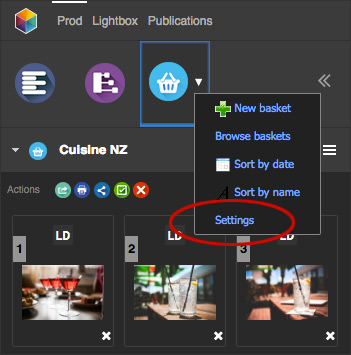 Prod Lightbox Publications
New basket
Browse baskets
Sort by date
A Sort by name
Settings
Cuisine NZ
Actions
1 LD
2 LD
3 LD